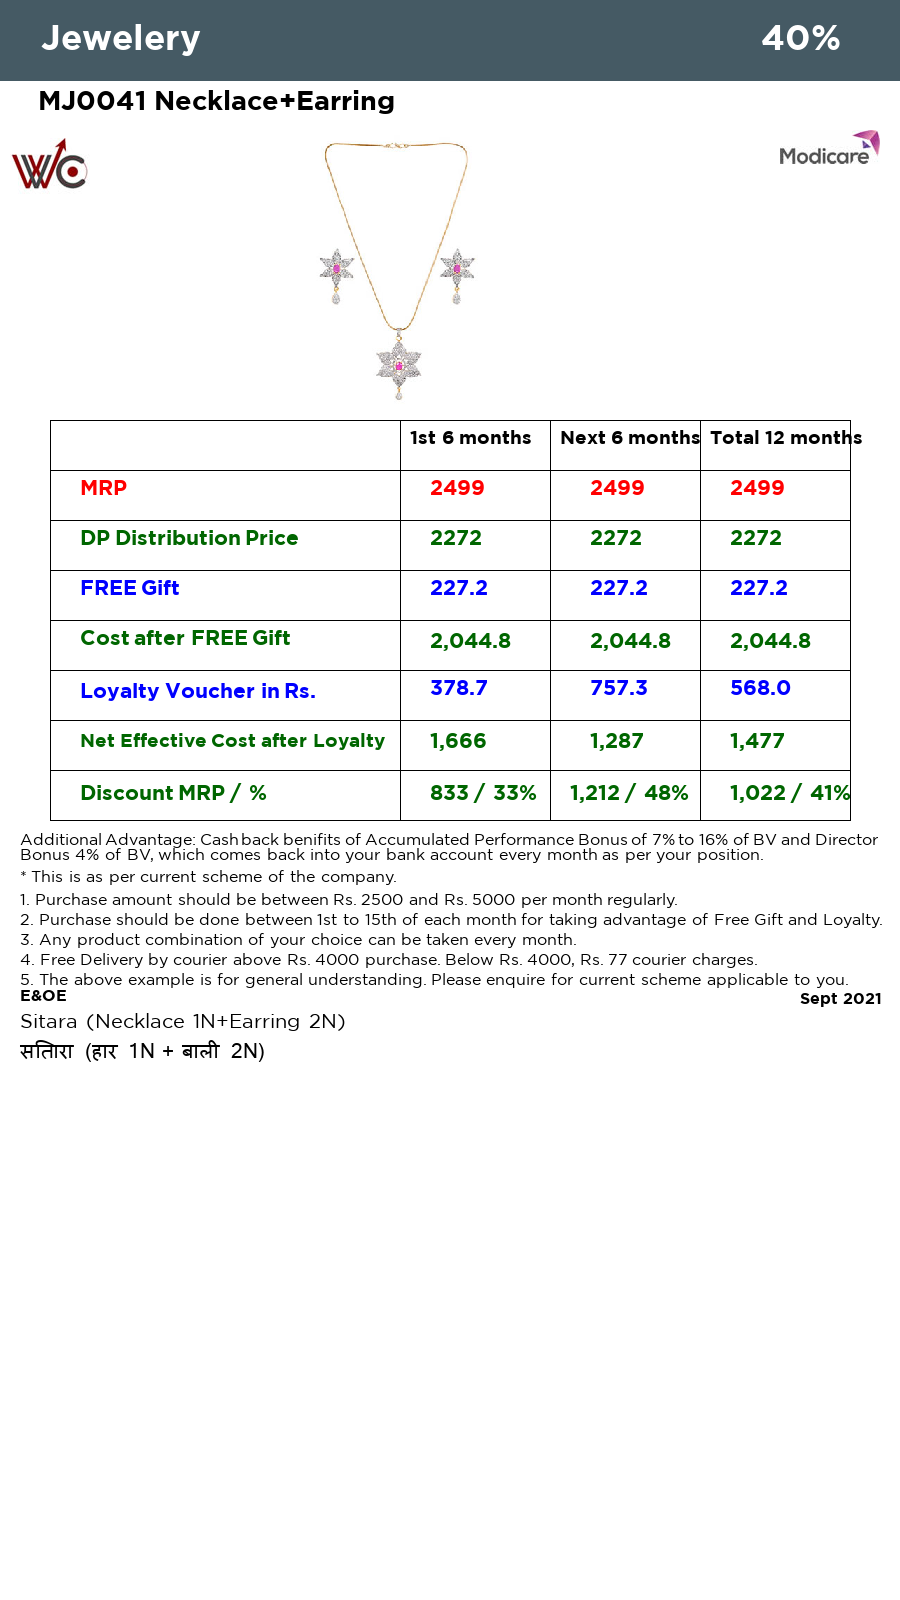 Jewelery 40%
MJ0041 Necklace+Earring
WC
Modicare
1st 6 months Next 6 months Total 12 months
MRP 2499 2499 2499
DP Distribution Price 2272 2272 2272
FREE Gift 227.2 227.2 227.2
Cost after FREE Gift 2,044.8 2,044.8 2,044.8
Loyalty Voucher in Rs. 378.7 757.3 568.0
Net Effective Cost after Loyalty 1,666 1,287 1,477
Discount MRP / % 833 / 33% 1,212 / 48% 1,022 / 41%
Additional Advantage: Cashback benifits of Accumulated Performance Bonus of 7% to 16% of BV and Director
Bonus 4% of BV, which comes back into your bank account every month as per your position.
* This is as per current scheme of the company.
1. Purchase amount should be between Rs. 2500 and Rs. 5000 per month regularly.
2. Purchase should be done between 1st to 15th of each month for taking advantage of Free Gift and Loyalty.
3. Any product combination of your choice can be taken every month.
4. Free Delivery by courier above Rs. 4000 purchase. Below Rs. 4000, Rs. 77 courier charges.
5. The above example is for general understanding. Please enquire for current scheme applicable to you.
E&OE
Sept 2021
Sitara (Necklace 1N+Earring 2N)
सितारा (हार 1N + बाली 2N)